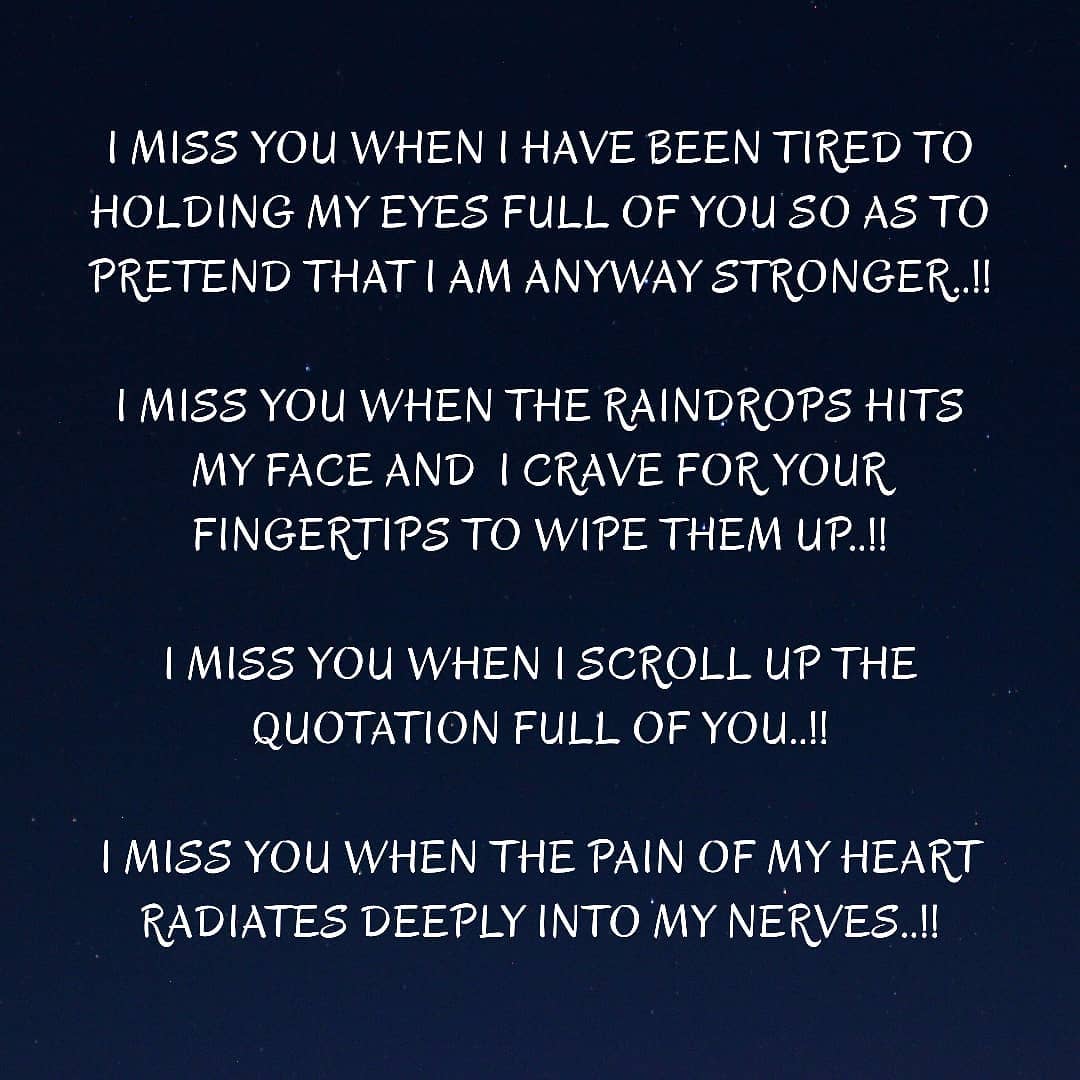 I MISS YOU WHEN I HAVE BEEN TIRED TO
HOLDING MY EYES FULL OF YOU SO AS TO
PRETEND THAT I AM ANYWAY STRONGER..!!
I MISS YOU WHEN THE RAINDROPS HITS
MY FACE AND I CRAVE FOR YOUR
FINGERTIPS TO WIPE THEM UP..!!
I MISS YOU WHEN I SCROLL UP THE
QUOTATION FULL OF YOU..!!
I MISS YOU WHEN THE PAIN OF MY HEART
RADIATES DEEPLY INTO MY NERVES..!!